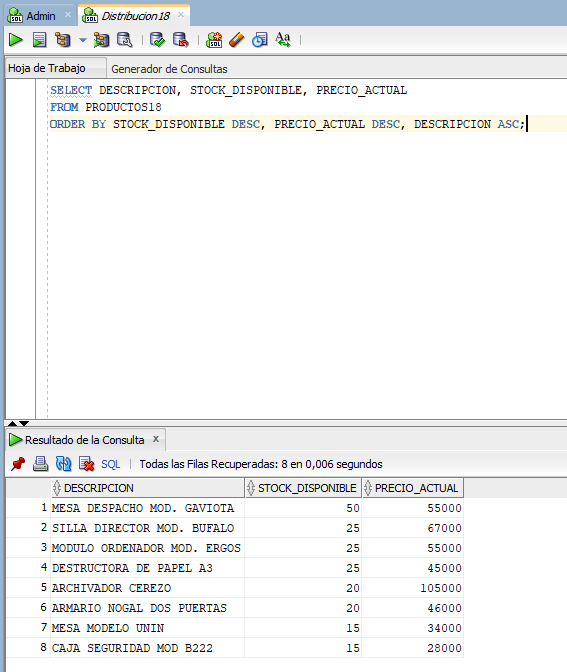 Admin × Distribucion18 ×
Hoja de Trabajo Generador de Consultas
SELECT DESCRIPCION, STOCK_DISPONIBLE, PRECIO_ACTUAL
FROM PRODUCTOS18
ORDER BY STOCK_DISPONIBLE DESC, PRECIO_ACTUAL DESC, DESCRIPCION ASC;
Resultado de la Consulta ×
SQL | Todas las Filas Recuperadas: 8 en 0,006 segundos
DESCRIPCION STOCK_DISPONIBLE PRECIO_ACTUAL
1 MESA DESPACHO MOD. GAVIOTA 50 55000
2 SILLA DIRECTOR MOD. BUFALO 25 67000
3 MODULO ORDENADOR MOD. ERGOS 25 55000
4 DESTRUCTORA DE PAPEL A3 25 45000
5 ARCHIVADOR CEREZO 20 105000
6 ARMARIO NOGAL DOS PUERTAS 20 46000
7 MESA MODELO UNIN 15 34000
8 CAJA SEGURIDAD MOD B222 15 28000